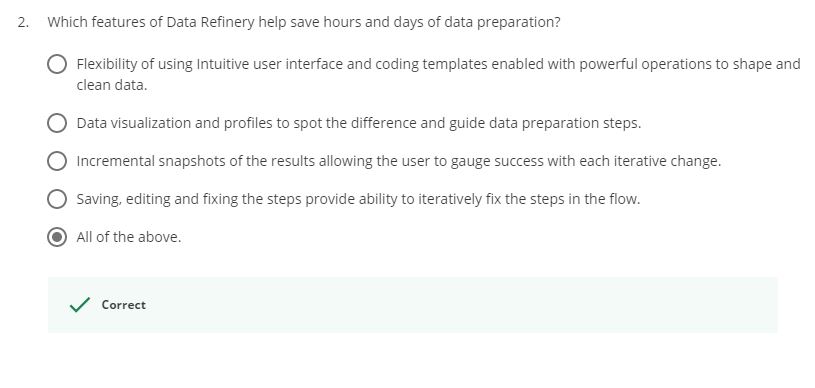 2. Which features of Data Refinery help save hours and days of data preparation?
Flexibility of using Intuitive user interface and coding templates enabled with powerful operations to shape and
clean data.
Data visualization and profiles to spot the difference and guide data preparation steps.
Incremental snapshots of the results allowing the user to gauge success with each iterative change.
Saving, editing and fixing the steps provide ability to iteratively fix the steps in the flow.
All of the above.
Correct